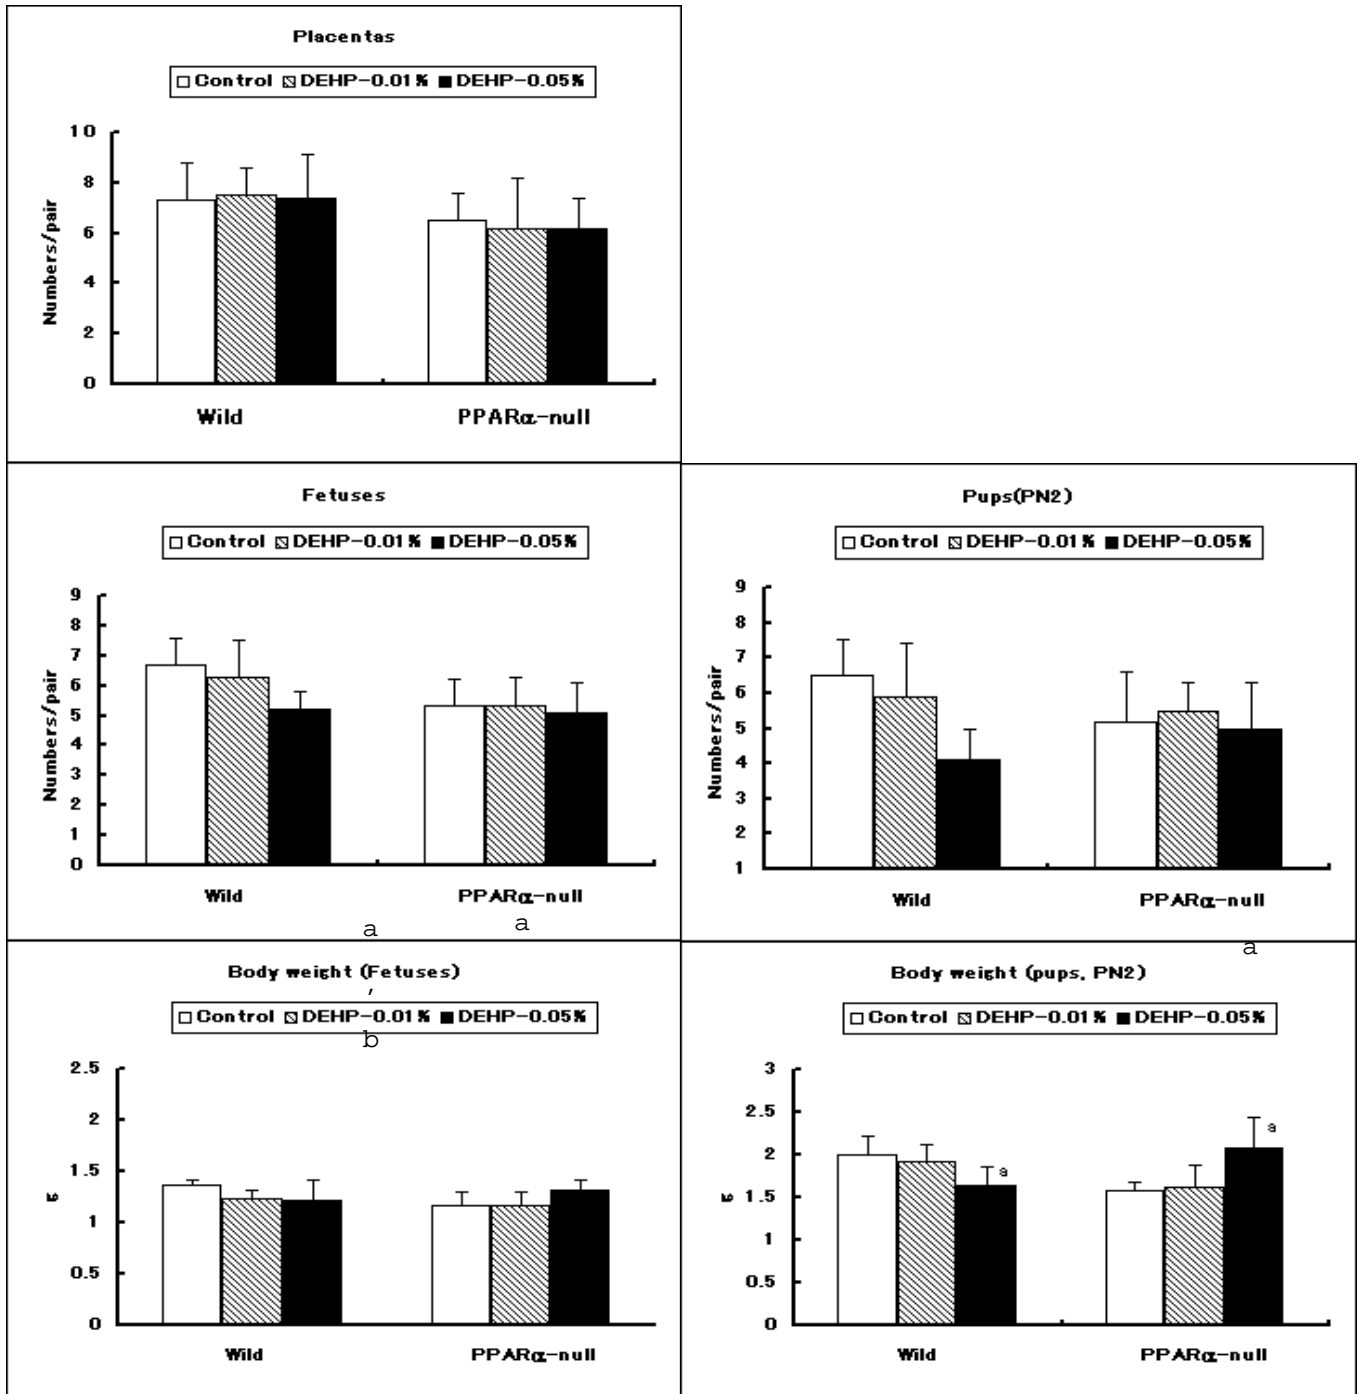 Placentas
Control DEHP-0.01% DEHP-0.05%
10
8
6
4
2
0
Numbers/pair
Wild PPARα-null
Fetuses
Control DEHP-0.01% DEHP-0.05%
9
8
7
6
5
4
3
2
1
0
Numbers/pair
Wild PPARα-null
a a
Pups(PN2)
Control DEHP-0.01% DEHP-0.05%
9
8
7
6
5
4
3
2
1
Numbers/pair
Wild PPARα-null
a
Body weight (Fetuses)
,
Control DEHP-0.01% DEHP-0.05%
b
2.5
2
1.5
1
0.5
0
g
Wild PPARα-null
Body weight (pups, PN2)
Control DEHP-0.01% DEHP-0.05%
3
2.5
2
1.5
1
0.5
0
g
a
a
Wild PPARα-null